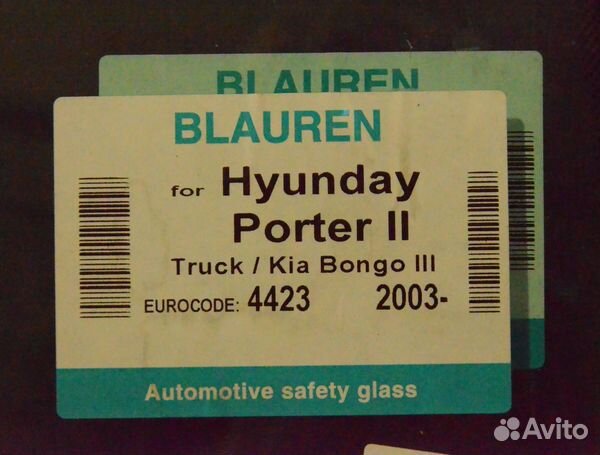 BLAUREN
BLAUREN
for Hyunday
Porter II
Truck / Kia Bongo III
EUROCODE: 4423 2003-
Automotive safety glass
Avito